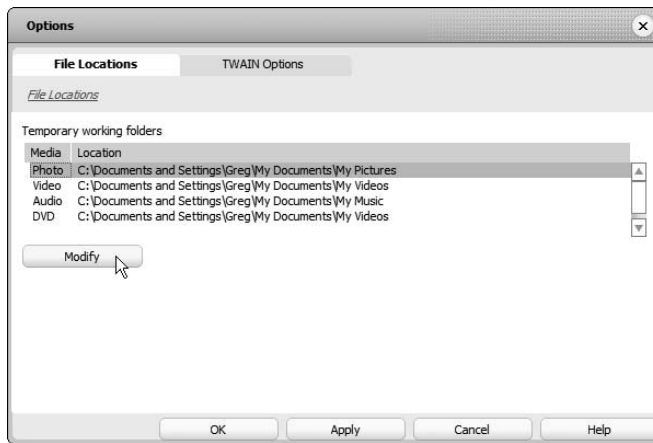 Options
File Locations TWAIN Options
File Locations
Temporary working folders
Media Location
Photo C:\Documents and Settings\Greg\My Documents\My Pictures
Video C:\Documents and Settings\Greg\My Documents\My Videos
Audio C:\Documents and Settings\Greg\My Documents\My Music
DVD C:\Documents and Settings\Greg\My Documents\My Videos
Modify
OK Apply Cancel Help